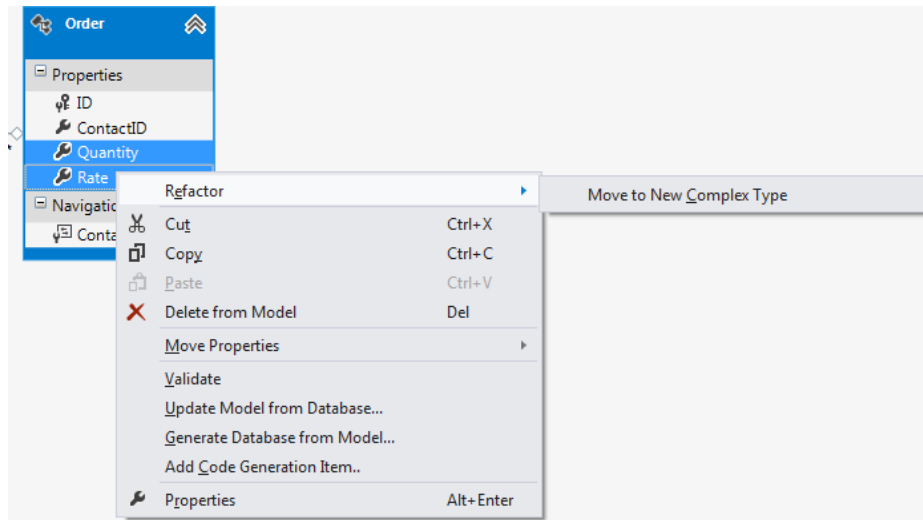 Order
Properties
ID
ContactID
Quantity
Rate
Navigatic
Conta
Refactor
Move to New Complex Type
Cut Ctrl+X
Copy Ctrl+C
Paste Ctrl+V
Delete from Model Del
Move Properties
Validate
Update Model from Database...
Generate Database from Model...
Add Code Generation Item..
Properties Alt+Enter